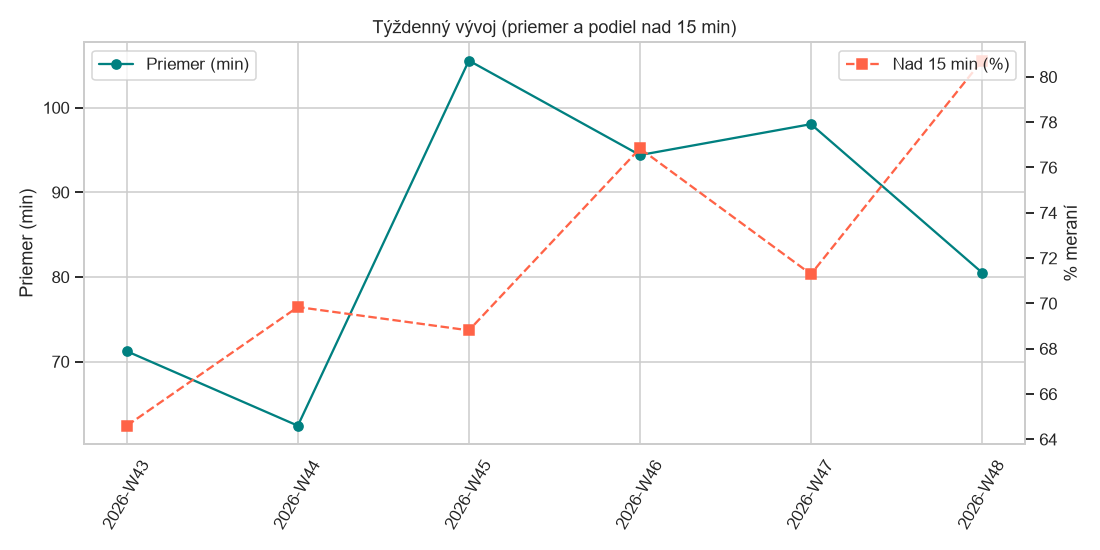 Týždenný vývoj (priemer a podiel nad 15 min)
Priemer (min)
Nad 15 min (%)
Priemer (min)
100
90
80
70
% meraní
80
78
76
74
72
70
68
66
64
2026-W43
2026-W44
2026-W45
2026-W46
2026-W47
2026-W48